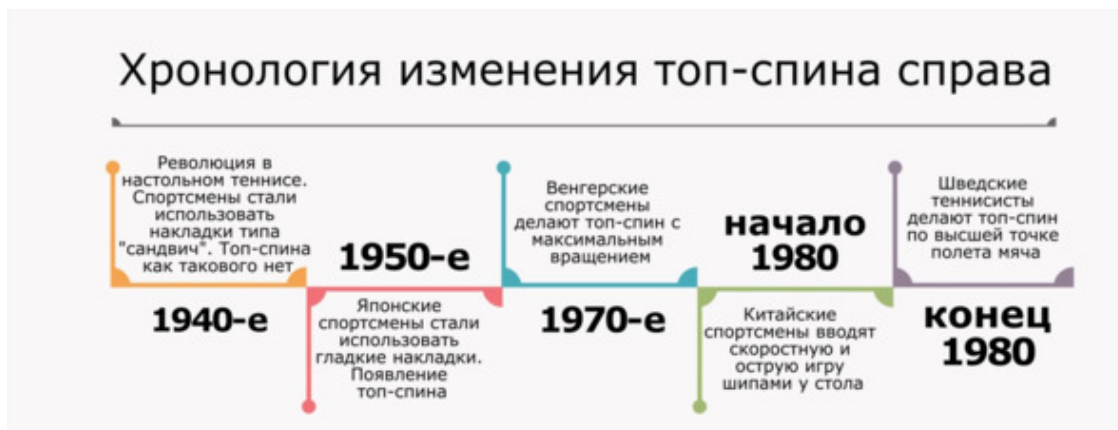 Хронология изменения топ-спина справа
Революция в
настольном теннисе.
Спортсмены стали
использовать
накладки типа
"сандвич". Топ-спина
как такового нет
1940-е
1950-е
Японские
спортсмены стали
использовать
гладкие накладки.
Появление
топ-спина
Венгерские
спортсмены
делают топ-спин с
максимальным
вращением
1970-е
начало
1980
Китайские
спортсмены вводят
скоростную и
острую игру
шипами у стола
Шведские
теннисисты
делают топ-спин
по высшей точке
полета мяча
конец
1980